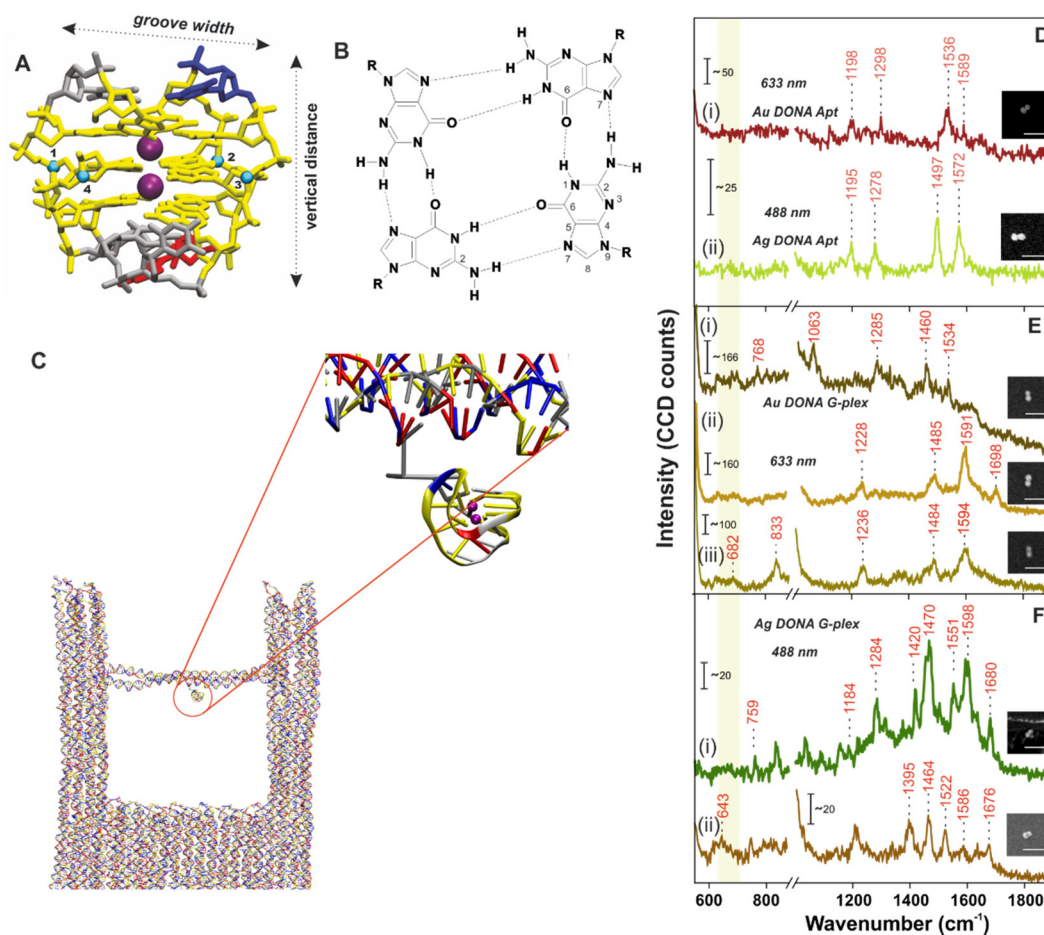 groove width
A
1
2
3
4
vertical distance
B
R
N
N
N
N
O
N
H
H
H
H
H
N
N
R
N
H
N
6
N
7
O
H
H
N
H
O
6
1
N
2
N
3
5
4
N
7
N
9
R
8
O
N
H
N
N
2
N
H
N
R
H
C
Intensity (CCD counts)
D
~50
633 nm
(i)
Au DONA Apt
1198
1298
1536
1589
~25
488 nm
(ii)
Ag DONA Apt
1195
1278
1497
1572
E
(i)
~166
768
1063
1285
1460
1534
Au DONA G-plex
(ii)
~160
633 nm
1228
1485
1591
1698
~100
(iii)
682
833
1236
1484
1594
F
Ag DONA G-plex
488 nm
~20
(i)
759
1184
1284
1420
1470
1551
1598
1680
(ii)
~20
643
1395
1464
1522
1586
1676
600 800 1200 1400 1600 1800
Wavenumber (cm-1)